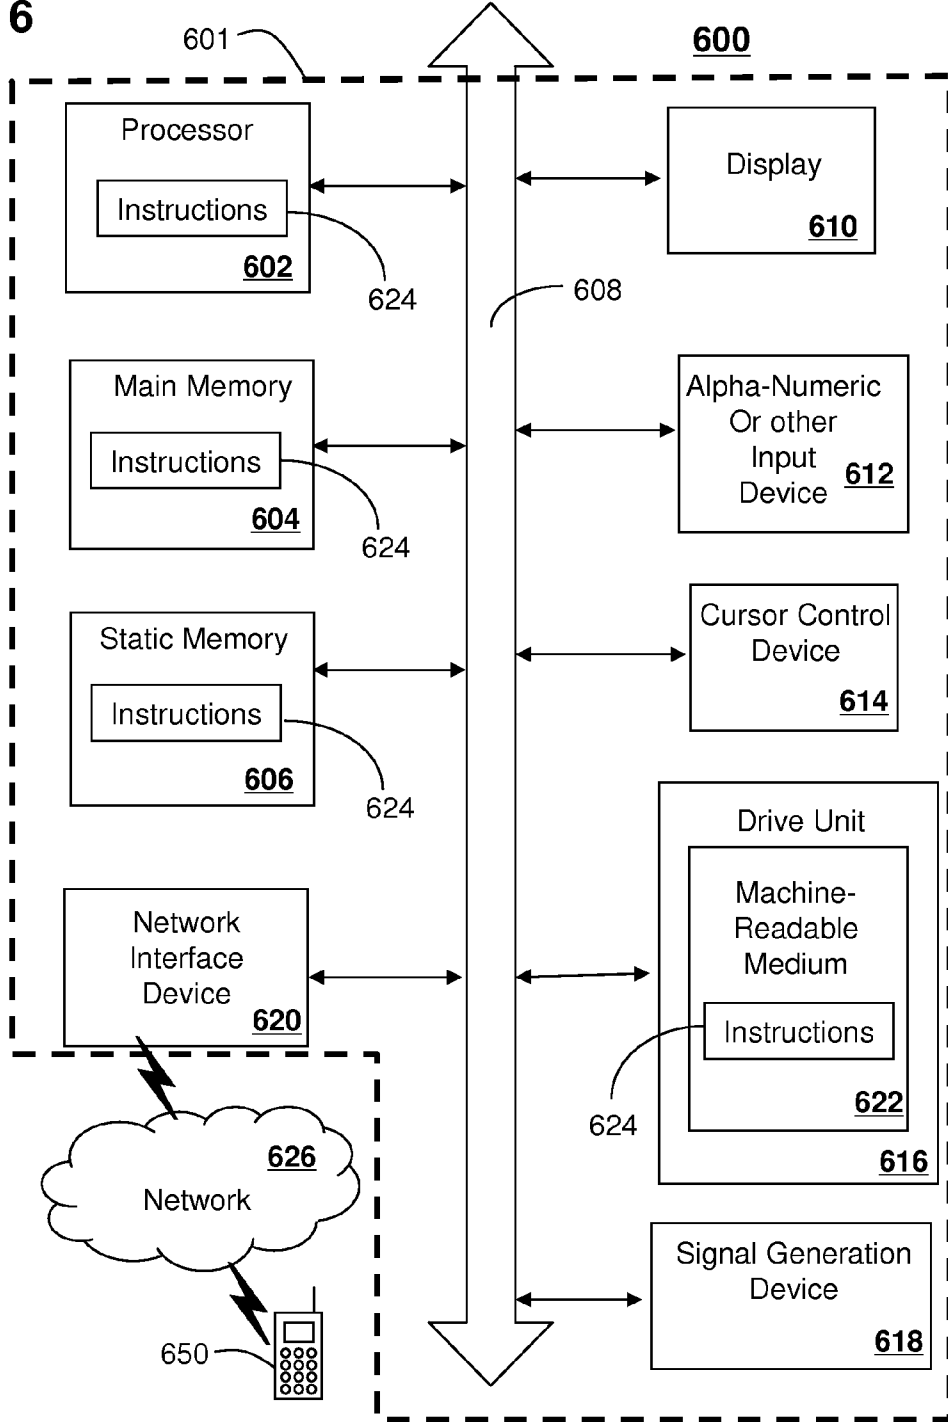 6
601
600
Processor
Instructions
602
624
Display
610
608
Main Memory
Instructions
604
624
Alpha-Numeric
Or other
Input
Device
612
Static Memory
Instructions
606
624
Cursor Control
Device
614
Network
Interface
Device
620
Drive Unit
Machine-
Readable
Medium
Instructions
624
622
616
626
Network
650
Signal Generation
Device
618